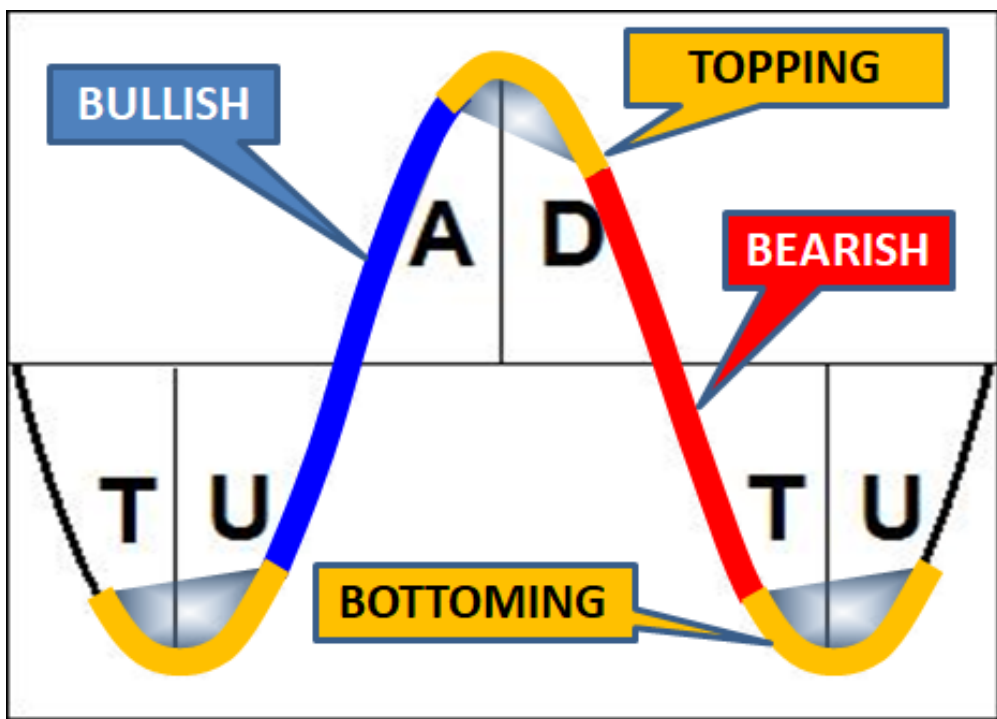 TOPPING
BULLISH
A D
BEARISH
T U T U
BOTTOMING